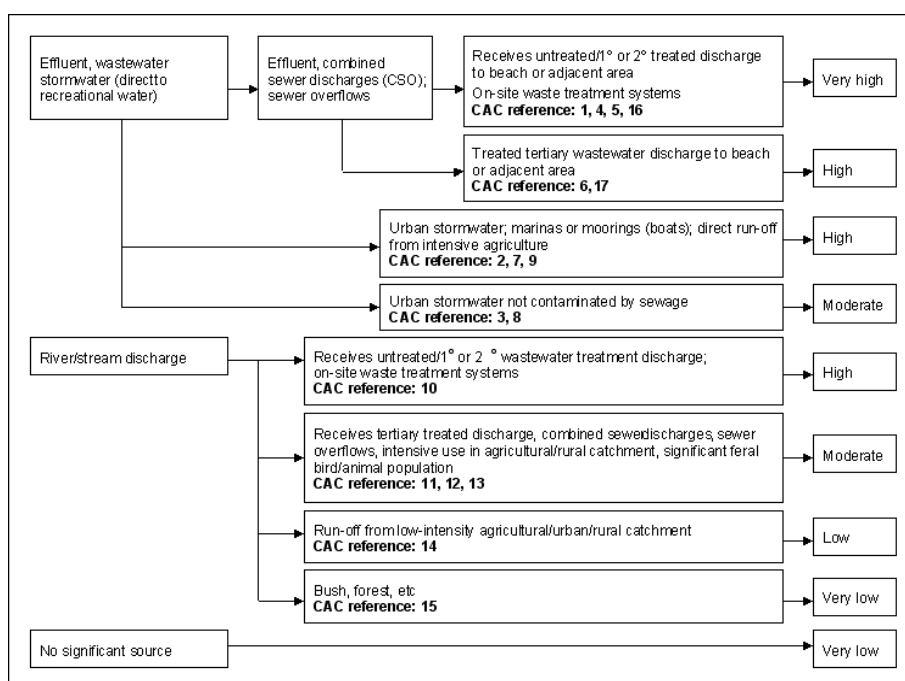 Effluent, wastewater
stormwater (directto
recreational water)
Effluent, combined
sewer discharges (CSO);
sewer overflows
Receives untreated/1° or 2° treated discharge
to beach or adjacent area
On-site waste treatment systems
CAC reference: 1, 4, 5, 16
Very high
Treated tertiary wastewater discharge to beach
or adjacent area
CAC reference: 6, 17
High
Urban stormwater; marinas or moorings (boats); direct run-off
from intensive agriculture
CAC reference: 2, 7, 9
High
Urban stormwater not contaminated by sewage
CAC reference: 3, 8
Moderate
River/stream discharge
Receives untreated/1° or 2 ° wastewater treatment discharge;
on-site waste treatment systems
CAC reference: 10
High
Receives tertiary treated discharge, combined sewerdischarges, sewer
overflows, intensive use in agricultural/rural catchment, significant feral
bird/animal population
CAC reference: 11, 12, 13
Moderate
Run-off from low-intensity agricultural/urban/rural catchment
CAC reference: 14
Low
Bush, forest, etc
CAC reference: 15
Very low
No significant source
Very low